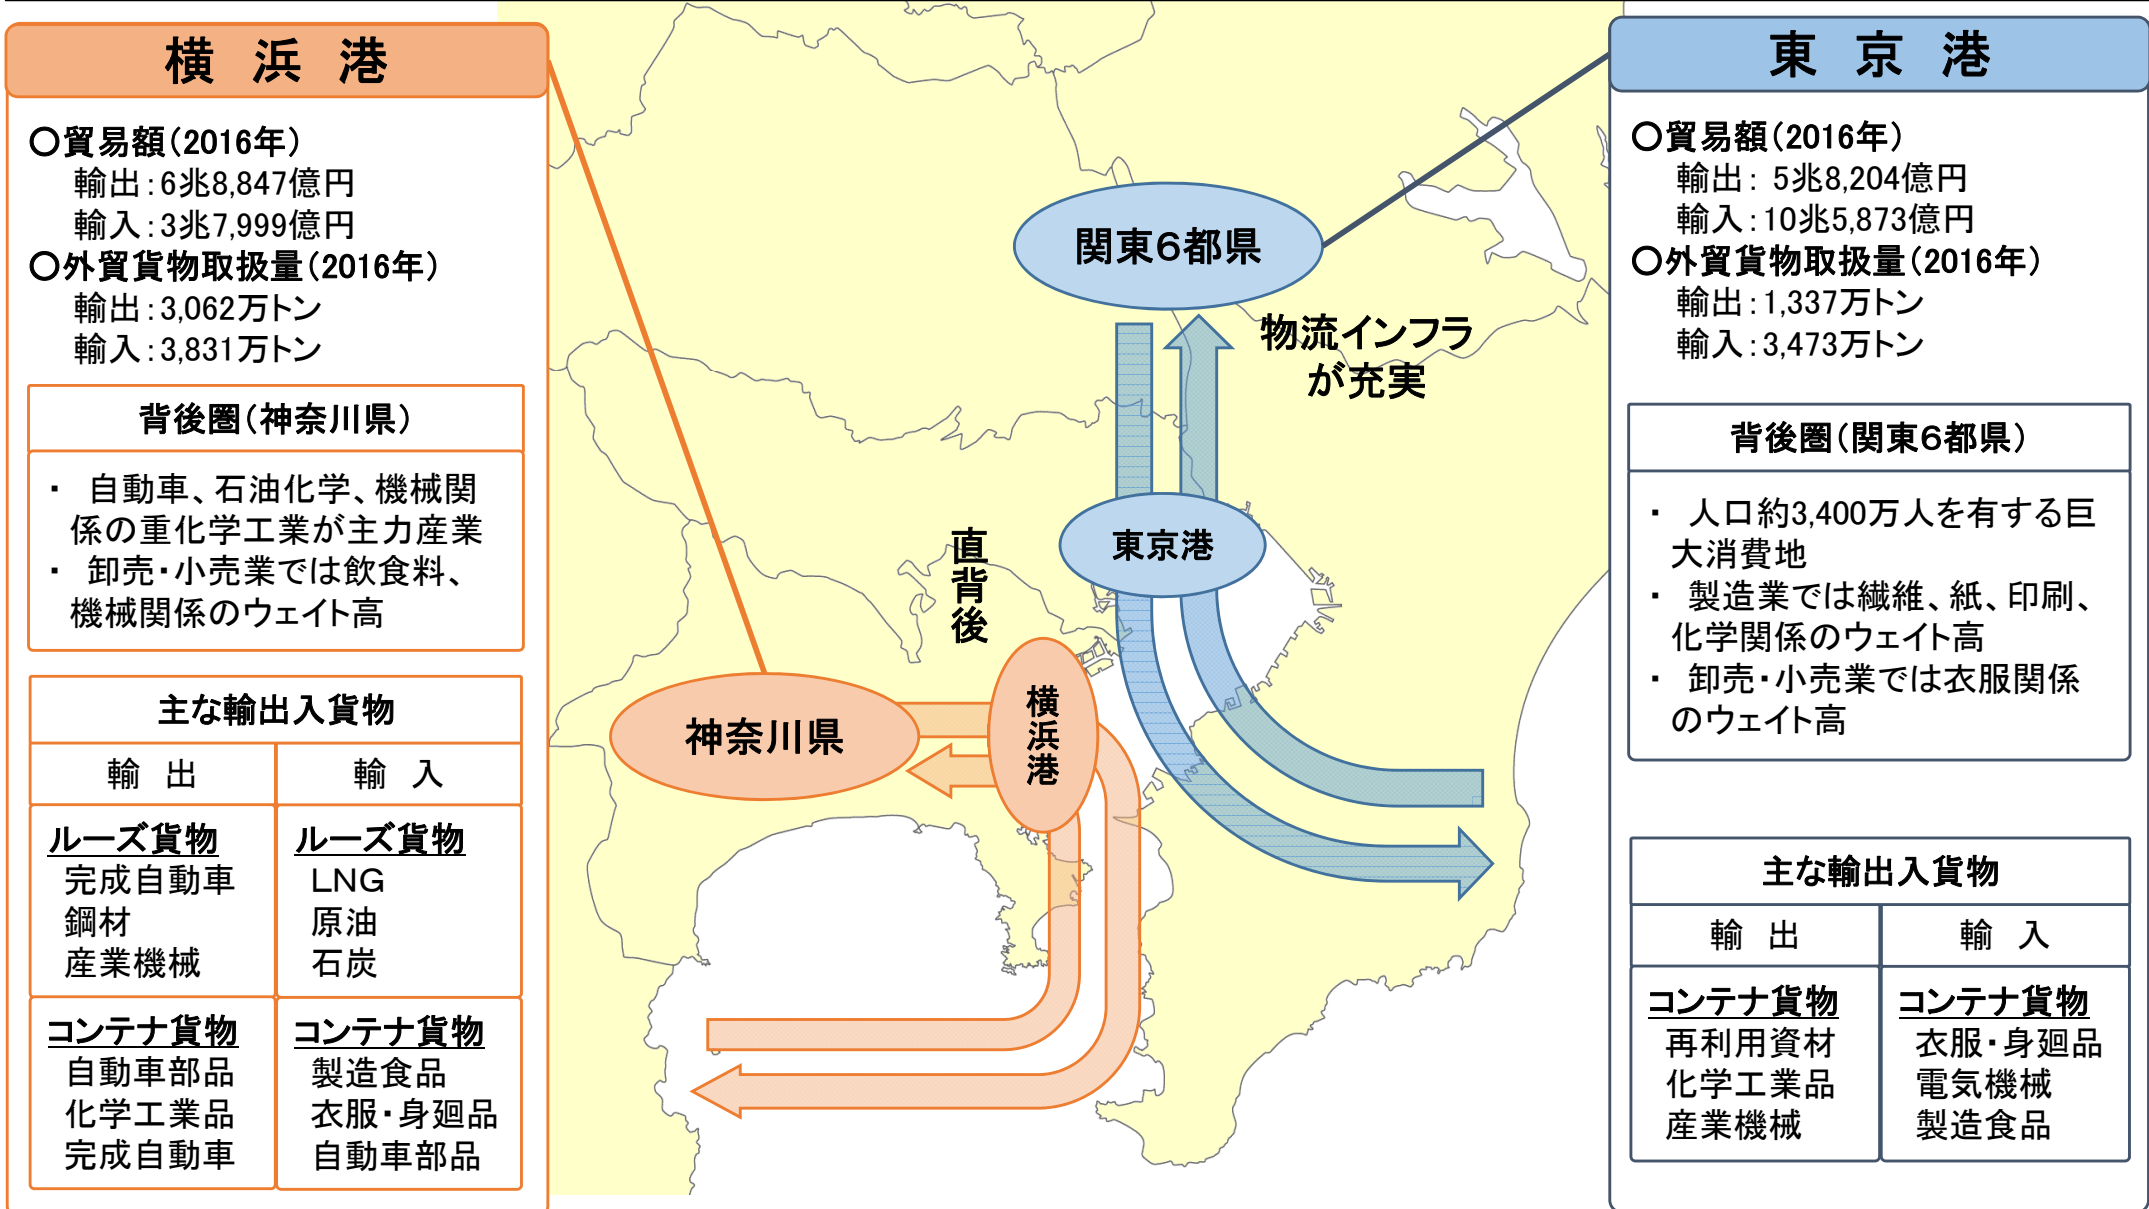 横 浜 港
〇貿易額（2016年）
輸出：6兆8,847億円
輸入：3兆7,999億円
〇外貿貨物取扱量（2016年）
輸出：3,062万トン
輸入：3,831万トン
背後圏（神奈川県）
・ 自動車、石油化学、機械関
係の重化学工業が主力産業
・ 卸売・小売業では飲食料、
機械関係のウェイト高
主な輸出入貨物
輸 出
輸 入
ルーズ貨物
完成自動車
鋼材
産業機械
ルーズ貨物
LNG
原油
石炭
コンテナ貨物
自動車部品
化学工業品
完成自動車
コンテナ貨物
製造食品
衣服・身廻品
自動車部品
関東６都県
物流インフラ
が充実
東京港
直背後
横浜港
神奈川県
東 京 港
〇貿易額（2016年）
輸出： 5兆8,204億円
輸入：10兆5,873億円
〇外貿貨物取扱量（2016年）
輸出：1,337万トン
輸入：3,473万トン
背後圏（関東６都県）
・ 人口約3,400万人を有する巨
大消費地
・ 製造業では繊維、紙、印刷、
化学関係のウェイト高
・ 卸売・小売業では衣服関係
のウェイト高
主な輸出入貨物
輸 出
輸 入
コンテナ貨物
再利用資材
化学工業品
産業機械
コンテナ貨物
衣服・身廻品
電気機械
製造食品